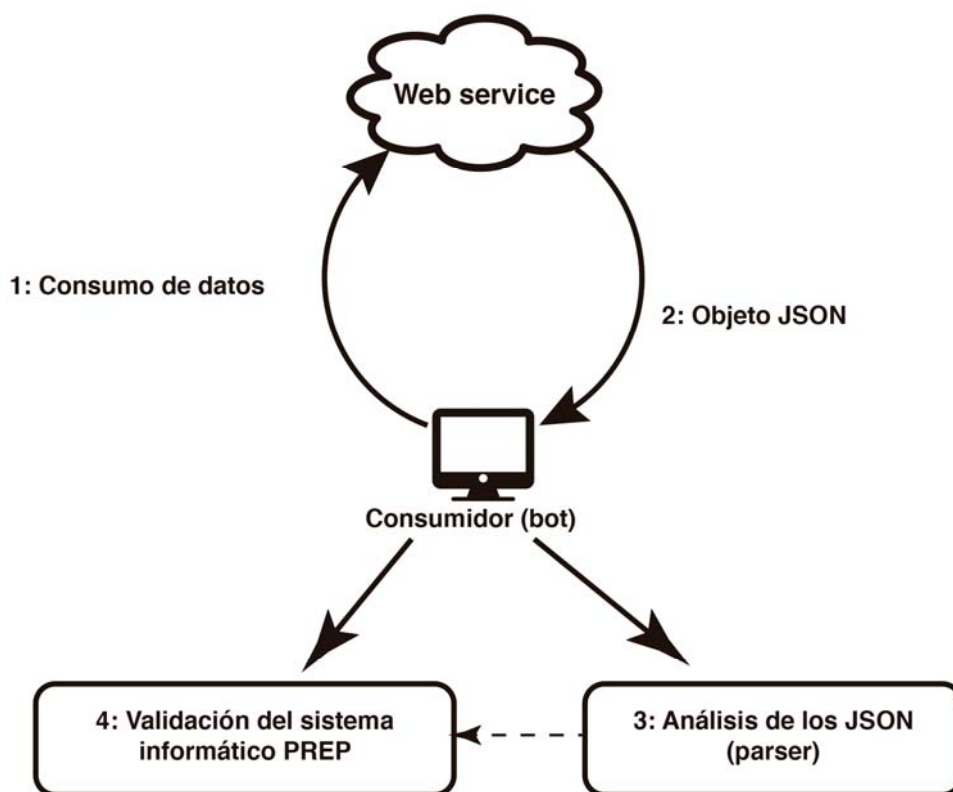 Web service
1: Consumo de datos
2: Objeto JSON
Consumidor (bot)
4: Validación del sistema
informático PREP
3: Análisis de los JSON
(parser)